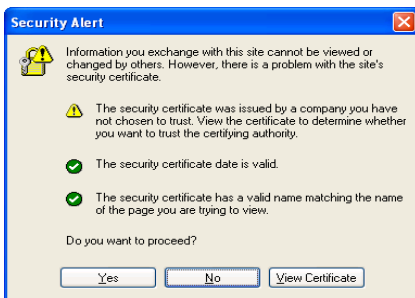 Security Alert
Information you exchange with this site cannot be viewed or
changed by others. However, there is a problem with the site's
security certificate.
The security certificate was issued by a company you have
not chosen to trust. View the certificate to determine whether
you want to trust the certifying authority.
The security certificate date is valid.
The security certificate has a valid name matching the name
of the page you are trying to view.
Do you want to proceed?
Yes No View Certificate